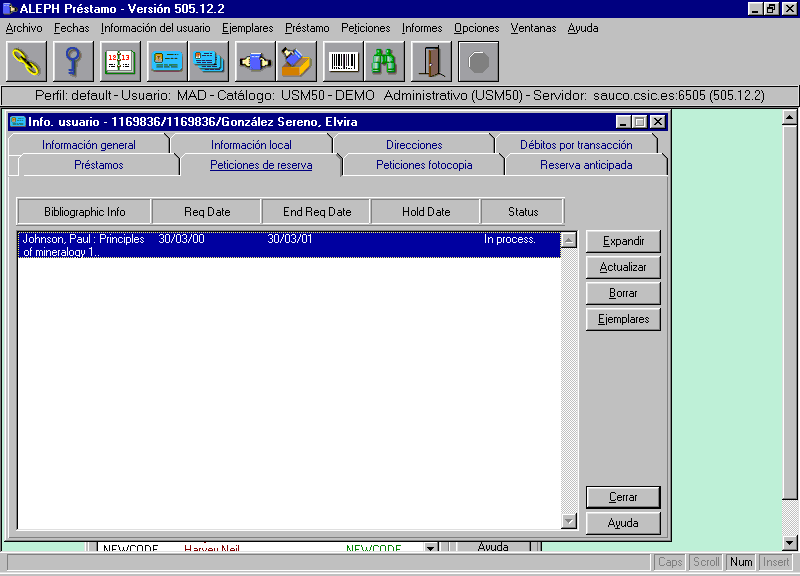 ALEPH Préstamo - Versión 505.12.2
Archivo Fechas Información del usuario Ejemplares Préstamo Peticiones Informes Opciones Ventanas Ayuda
Perfil: default - Usuario: MAD - Catálogo: USM50 - DEMO Administrativo (USM50) - Servidor: sauco.csic.es:6505 (505.12.2)
Info. usuario - 1169836/1169836/González Sereno, Elvira
Información general Información local Direcciones Débitos por transacción
Préstamos Peticiones de reserva Peticiones fotocopia Reserva anticipada
Bibliographic Info Req Date End Req Date Hold Date Status
Johnson, Paul : Principles 30/03/00 30/03/01 In process.
of mineralogy 1..
Expandir
Actualizar
Borrar
Ejemplares
Cerrar
Ayuda
NEWCODE Harvey Neil NEWCODE Ayuda
Caps Scroll Num Insert